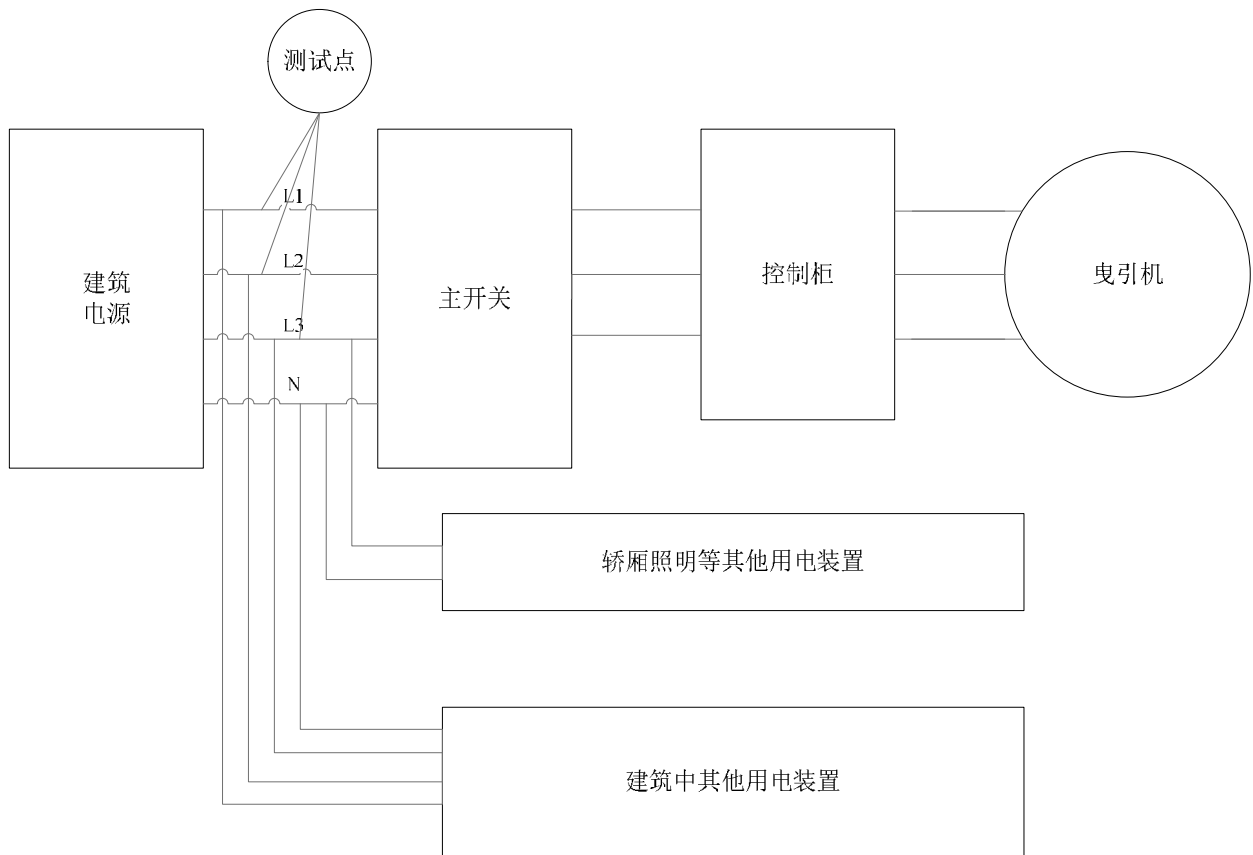 测试点
L1
L2
L3
N
建筑
电源
主开关
控制柜
曳引机
轿厢照明等其他用电装置
建筑中其他用电装置